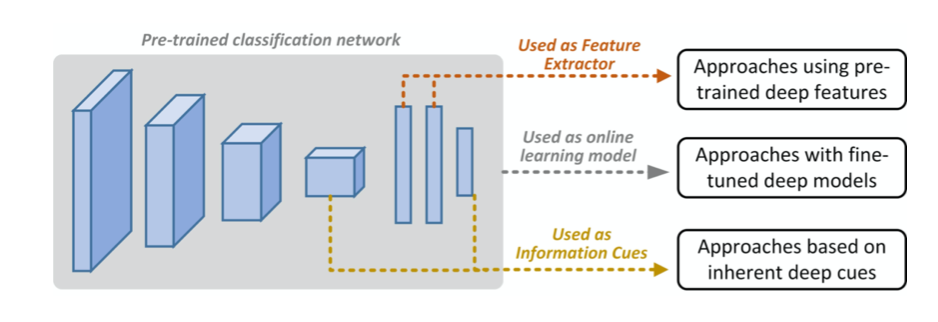 Pre-trained classification network
Used as Feature
Extractor
Approaches using pre-
trained deep features
Used as online
learning model
Approaches with fine-
tuned deep models
Used as
Information Cues
Approaches based on
inherent deep cues